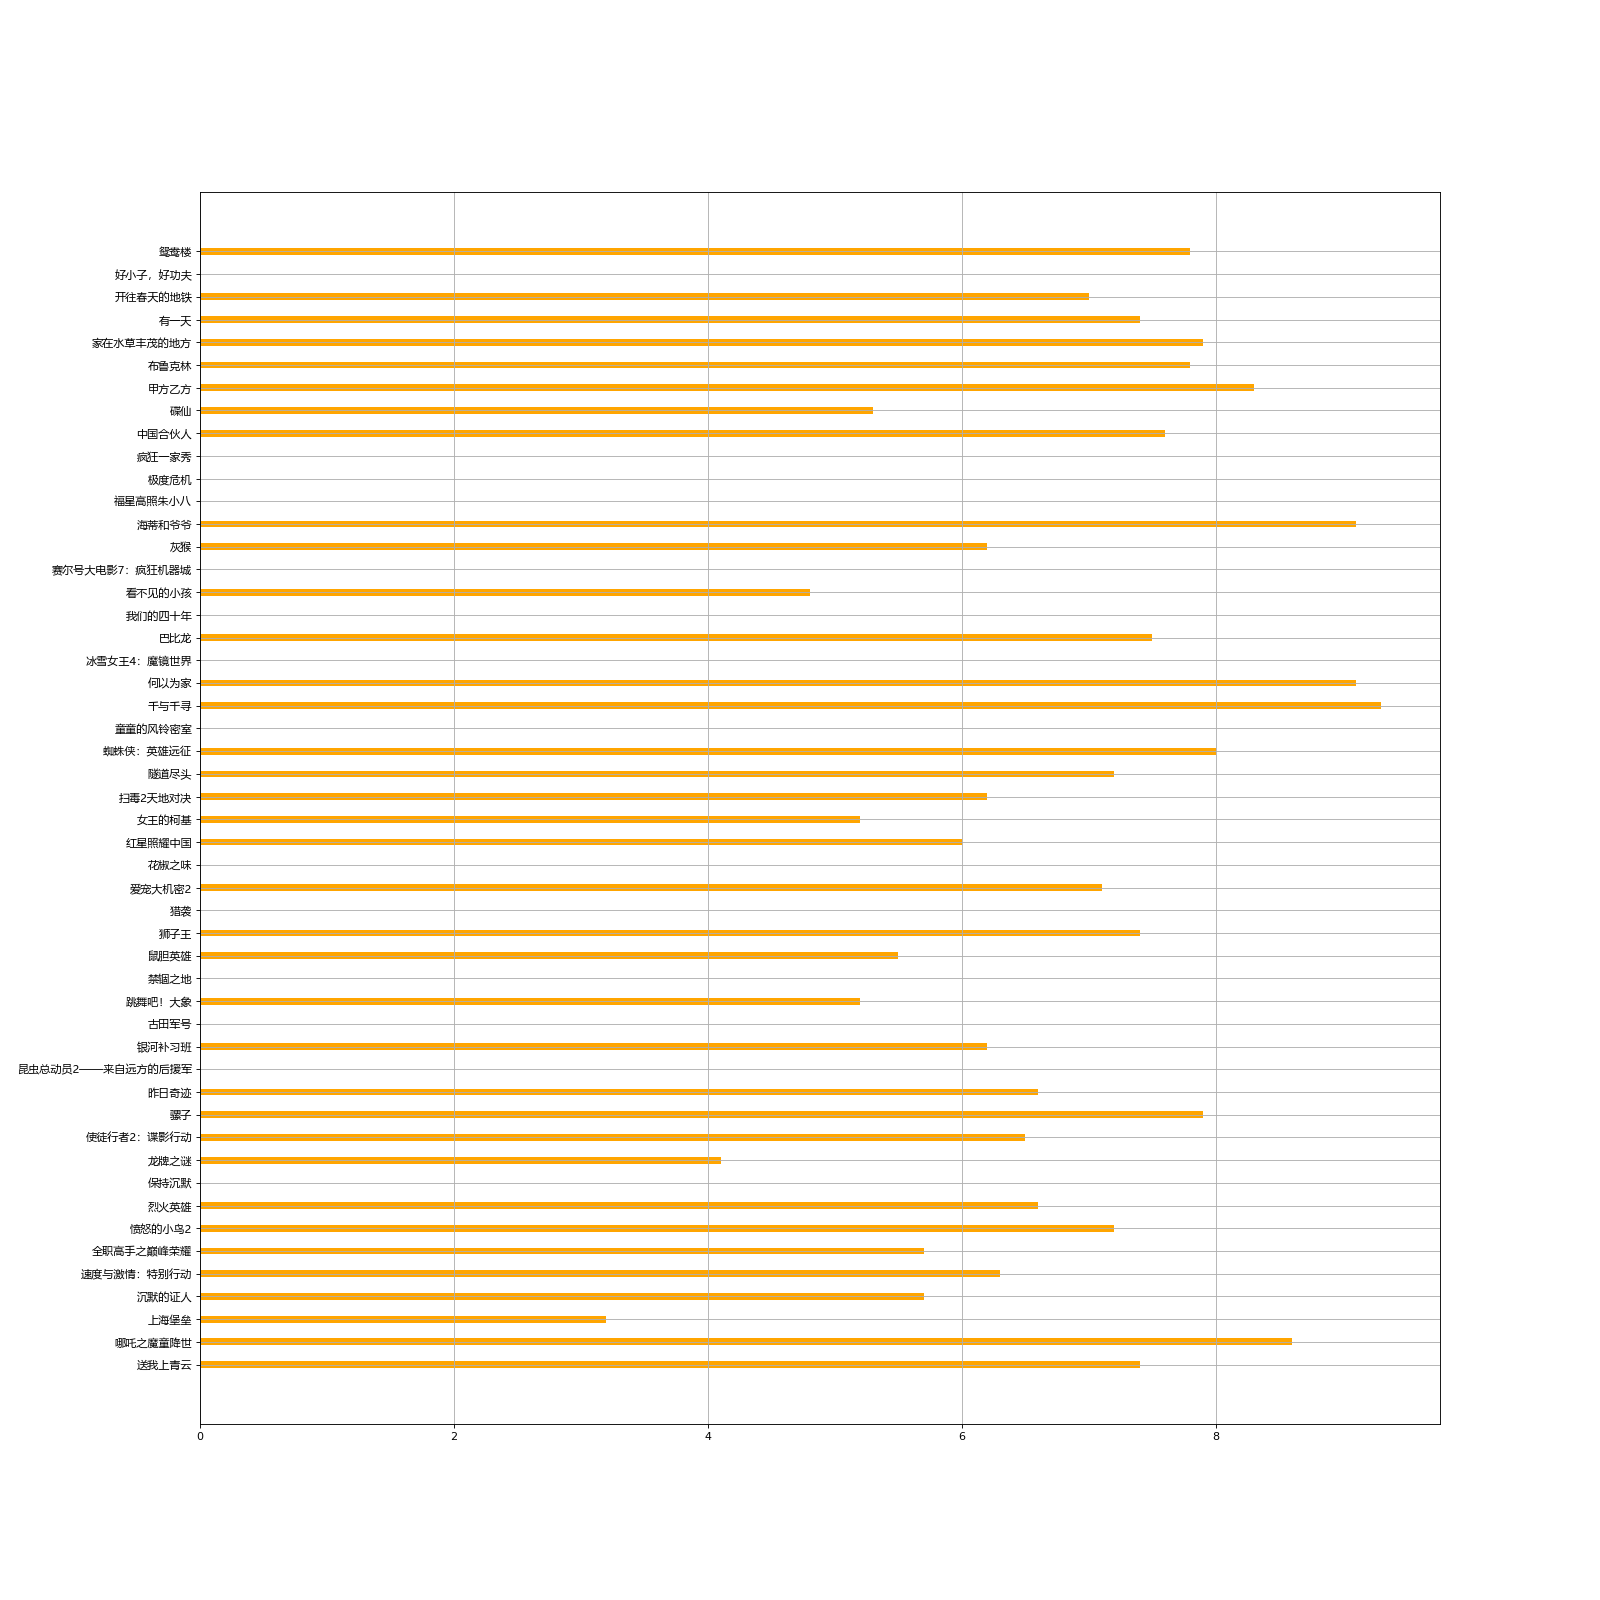 鸳鸯楼
好小子，好功夫
开往春天的地铁
有一天
家在水草丰茂的地方
布鲁克林
甲方乙方
碟仙
中国合伙人
疯狂一家秀
极度危机
福星高照朱小八
海蒂和爷爷
灰猴
赛尔号大电影7：疯狂机器城
看不见的小孩
我们的四十年
巴比龙
冰雪女王4：魔镜世界
何以为家
千与千寻
童童的风铃密室
蜘蛛侠：英雄远征
隧道尽头
扫毒2天地对决
女王的柯基
红星照耀中国
花椒之味
爱宠大机密2
猎袭
狮子王
鼠胆英雄
禁锢之地
跳舞吧！大象
古田军号
银河补习班
昆虫总动员2——来自远方的后援军
昨日奇迹
骡子
使徒行者2：谍影行动
龙牌之谜
保持沉默
烈火英雄
愤怒的小鸟2
全职高手之巅峰荣耀
速度与激情：特别行动
沉默的证人
上海堡垒
哪吒之魔童降世
送我上青云
0 2 4 6 8